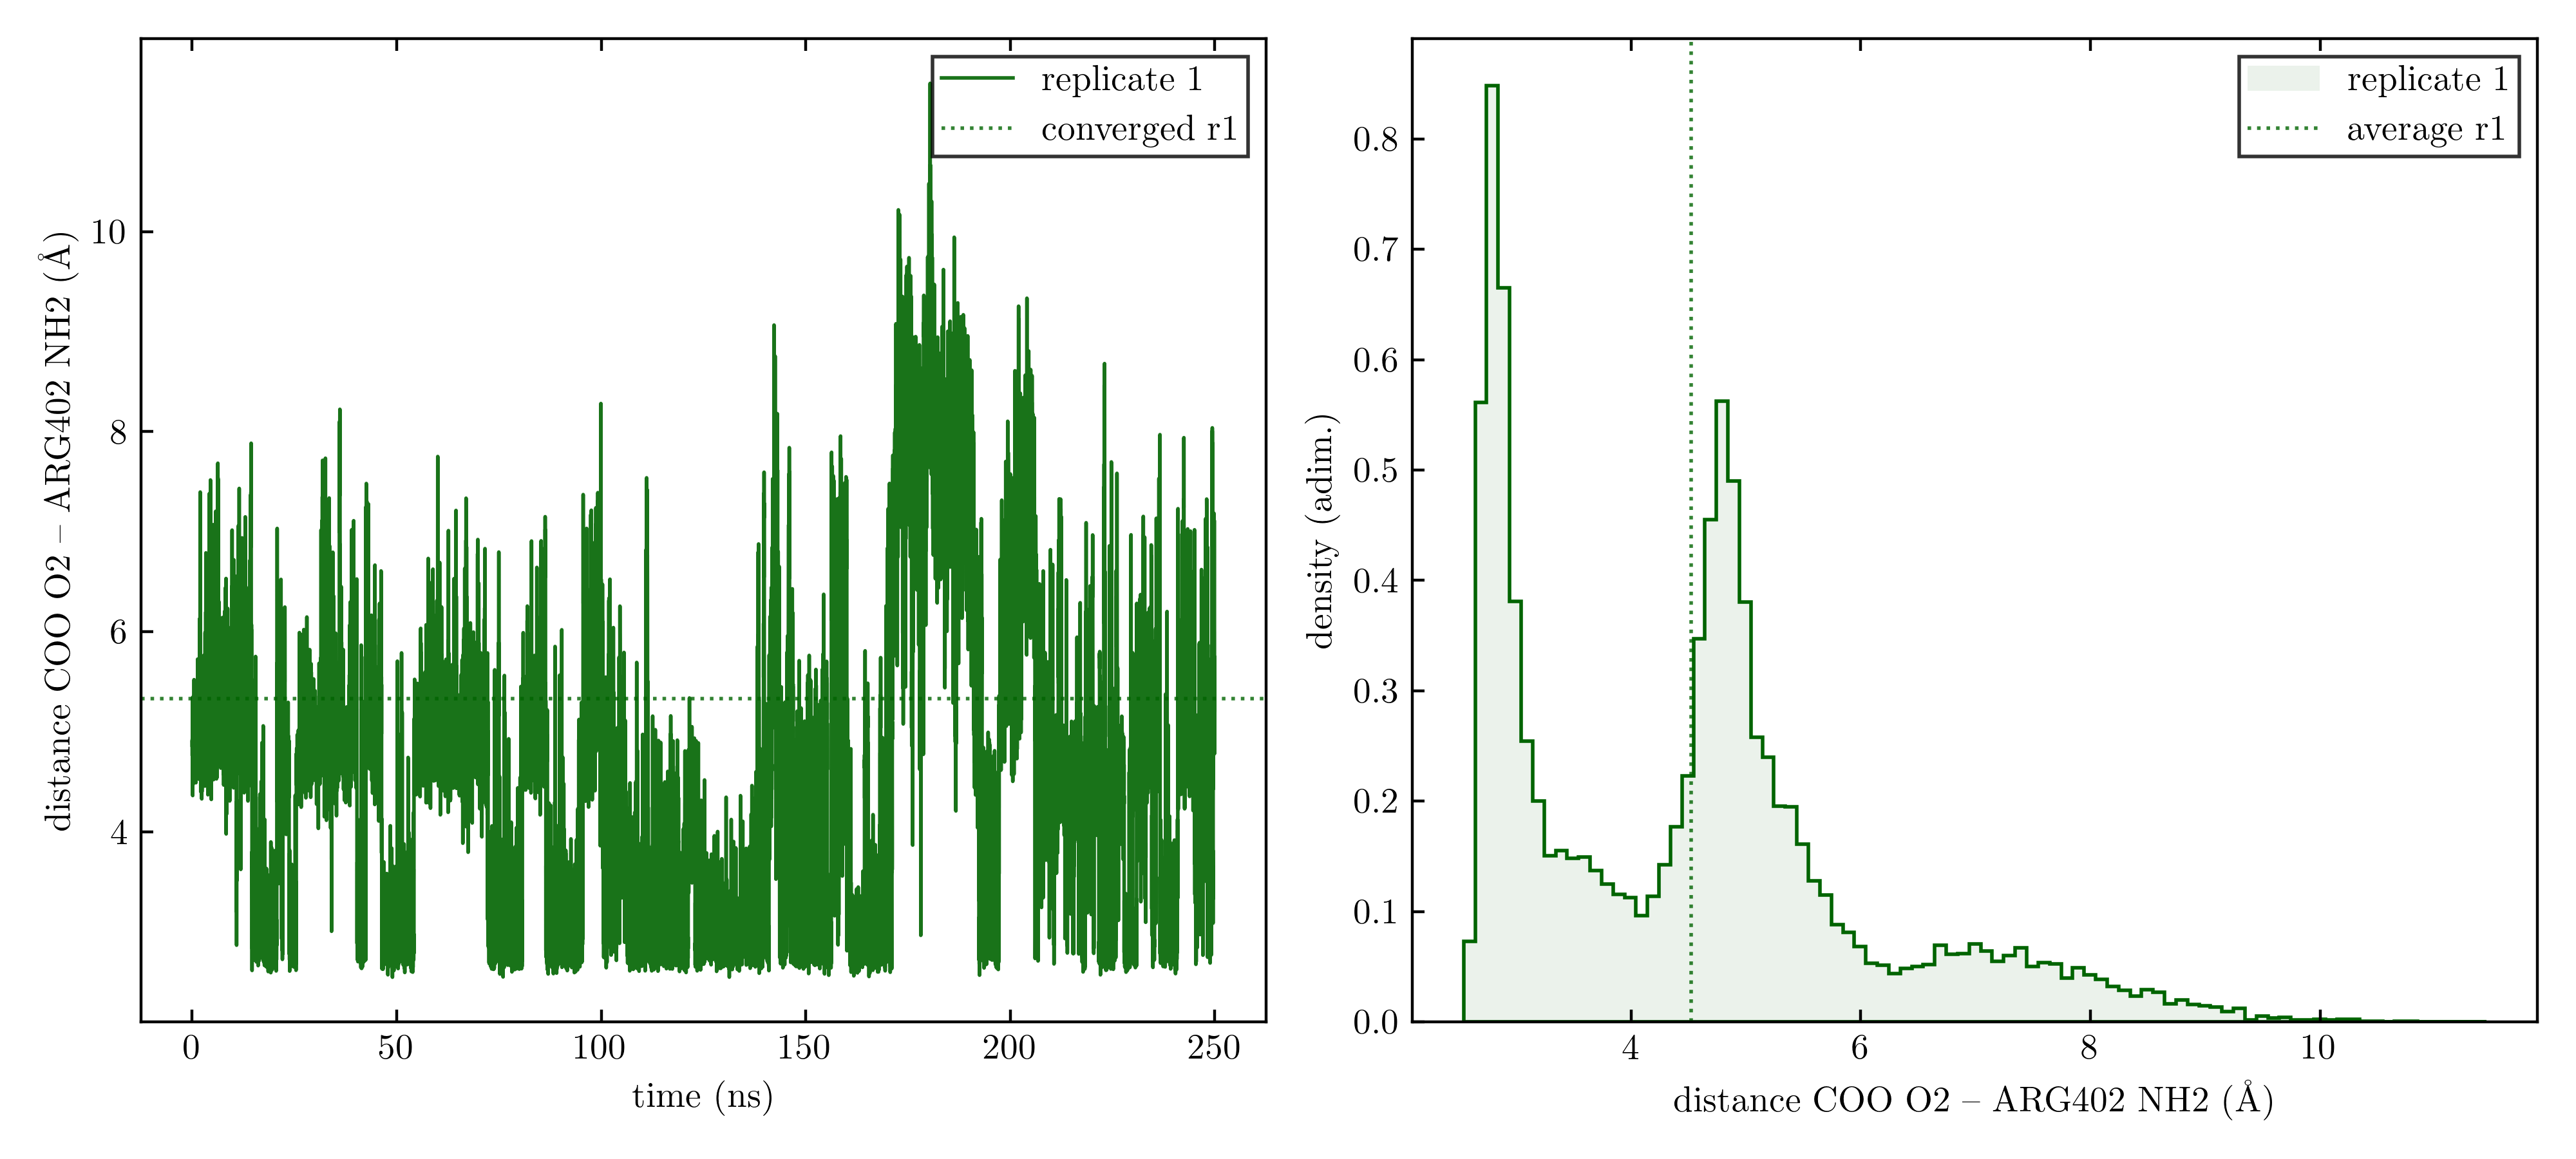 distance COO O2 – ARG402 NH2 (Å)
10
8
6
4
replicate 1
converged r1
0
50
100
150
200
250
time (ns)
density (adim.)
0.8
0.7
0.6
0.5
0.4
0.3
0.2
0.1
0.0
replicate 1
average r1
4
6
8
10
distance COO O2 – ARG402 NH2 (Å)